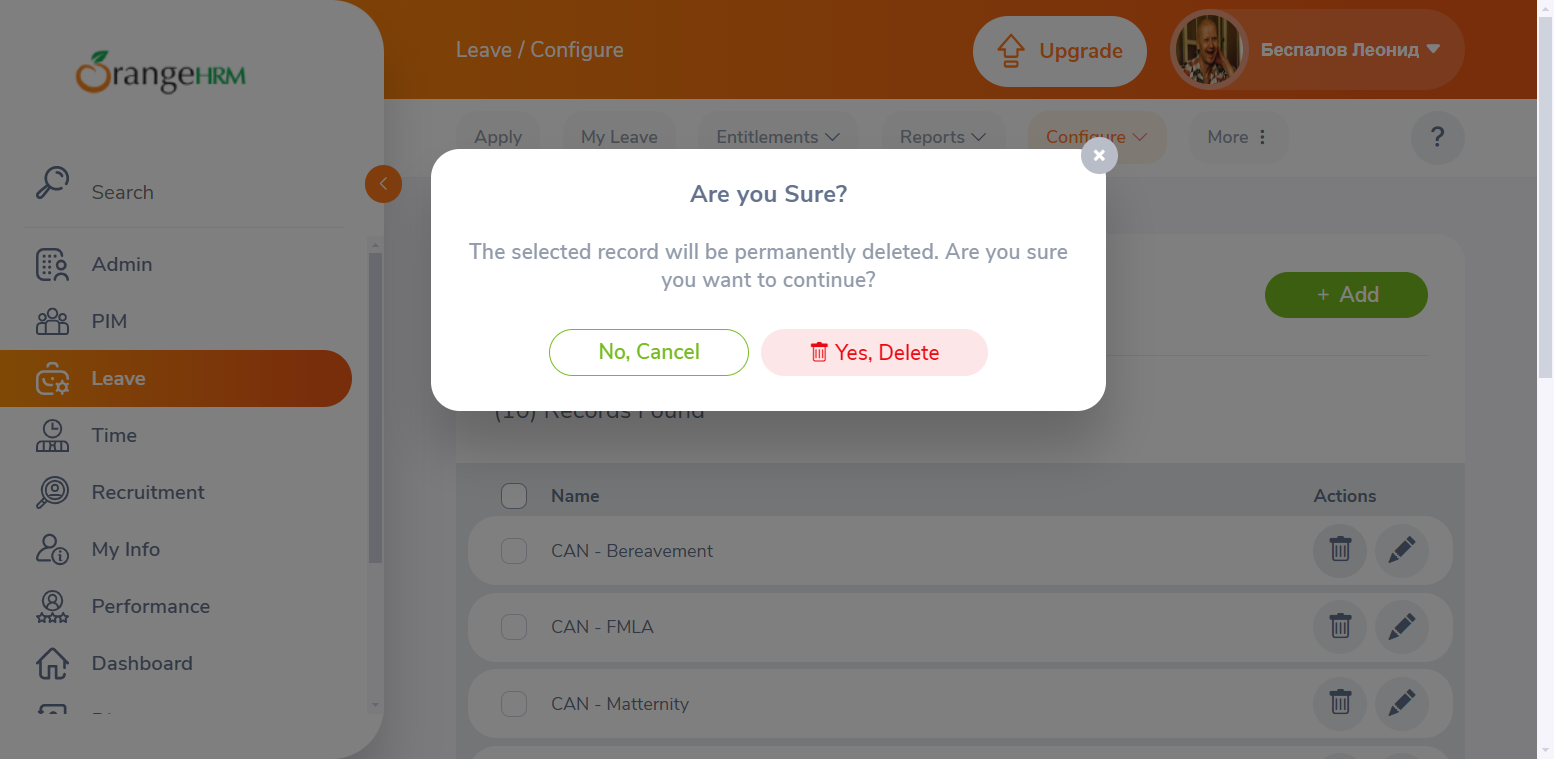 OrangeHRM
Leave / Configure
Upgrade
Беспалов Леонид
Apply
My Leave
Entitlements
Reports
Configure
More
?
Search
Admin
PIM
Leave
Time
Recruitment
My Info
Performance
Dashboard
Are you Sure?
The selected record will be permanently deleted. Are you sure
you want to continue?
No, Cancel
Yes, Delete
+ Add
Records Found
Name
Actions
CAN - Bereavement
CAN - FMLA
CAN - Matternity